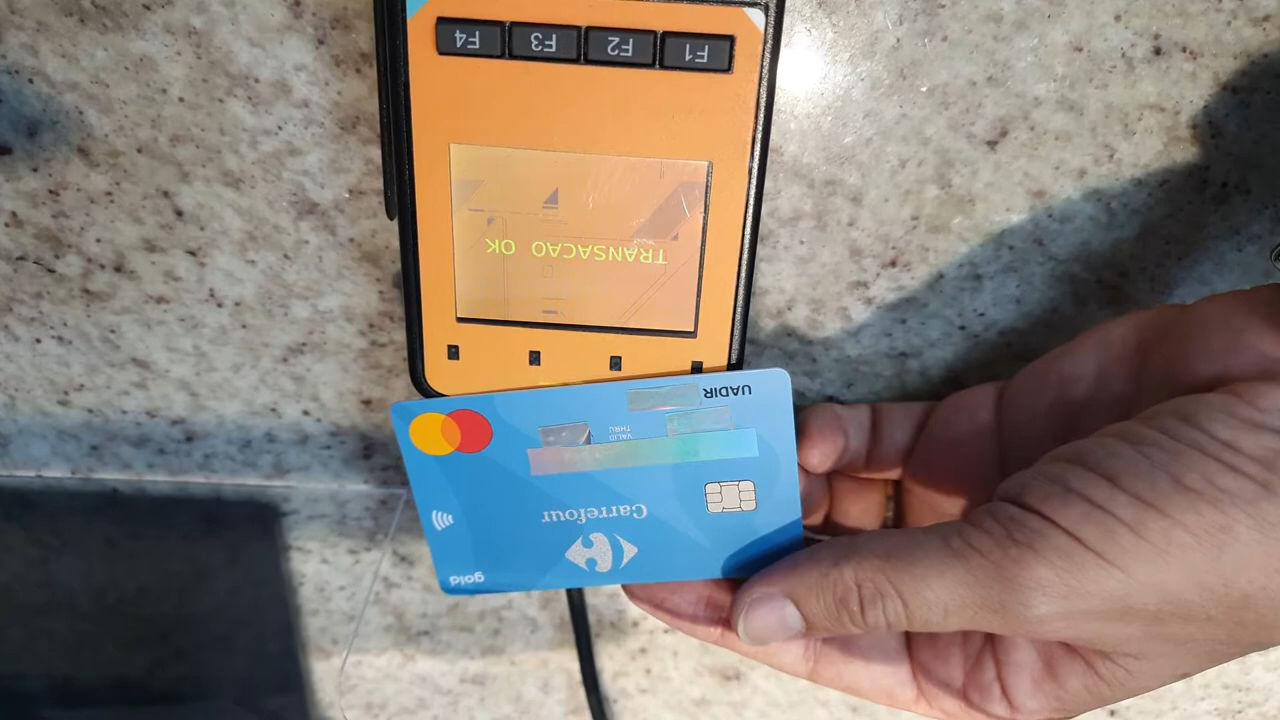 F1 F2 F3 F4
TRANSACAO OK
gold
Carrefour
VALID
THRU
UADIR